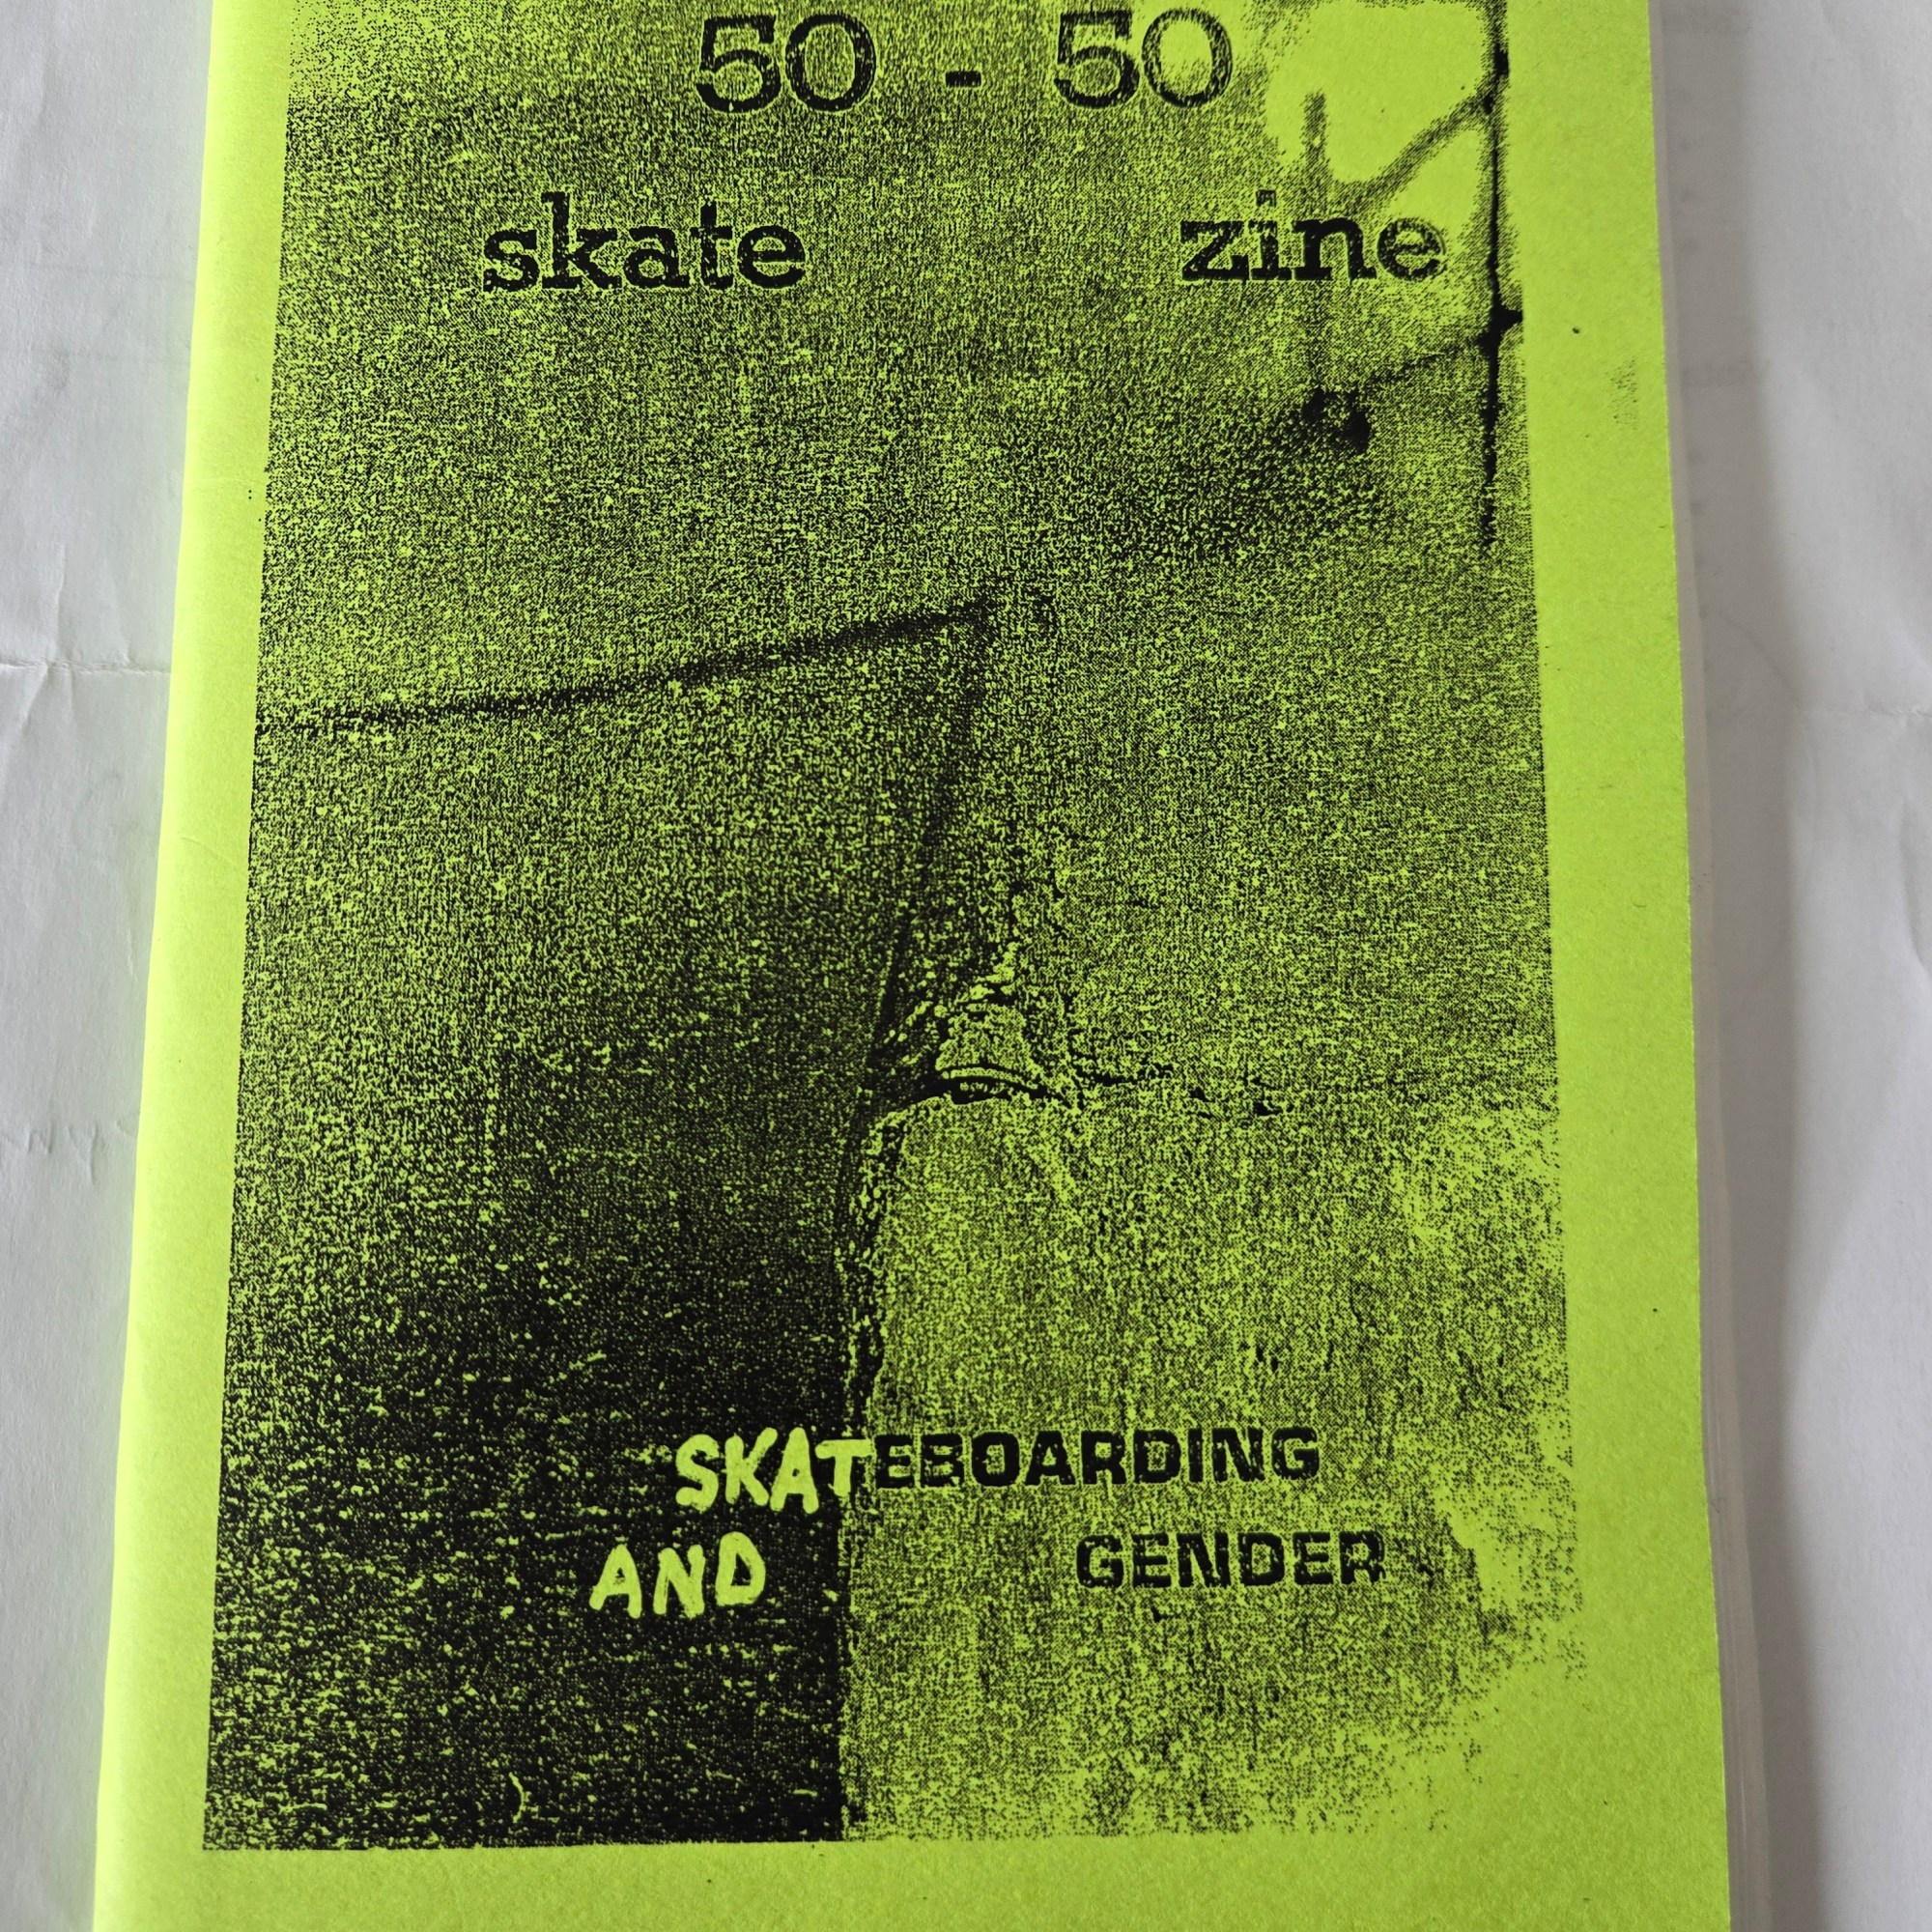 50 - 50
skate zine
SKATEBOARDING
AND GENDER